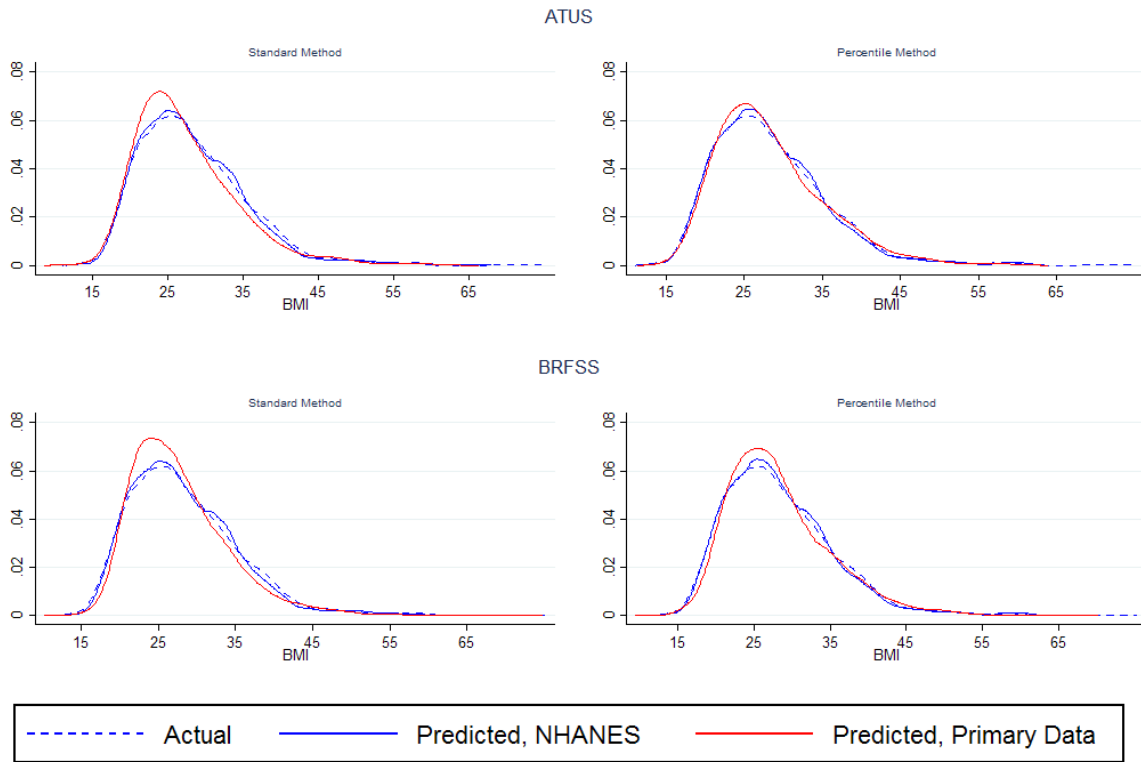 ATUS
Standard Method
Percentile Method
.08
.06
.04
.02
0
15 25 35 45 55 65
BMI
.08
.06
.04
.02
0
15 25 35 45 55 65
BMI
BRFSS
Standard Method
Percentile Method
.08
.06
.04
.02
0
15 25 35 45 55 65
BMI
.08
.06
.04
.02
0
15 25 35 45 55 65
BMI
Actual Predicted, NHANES Predicted, Primary Data